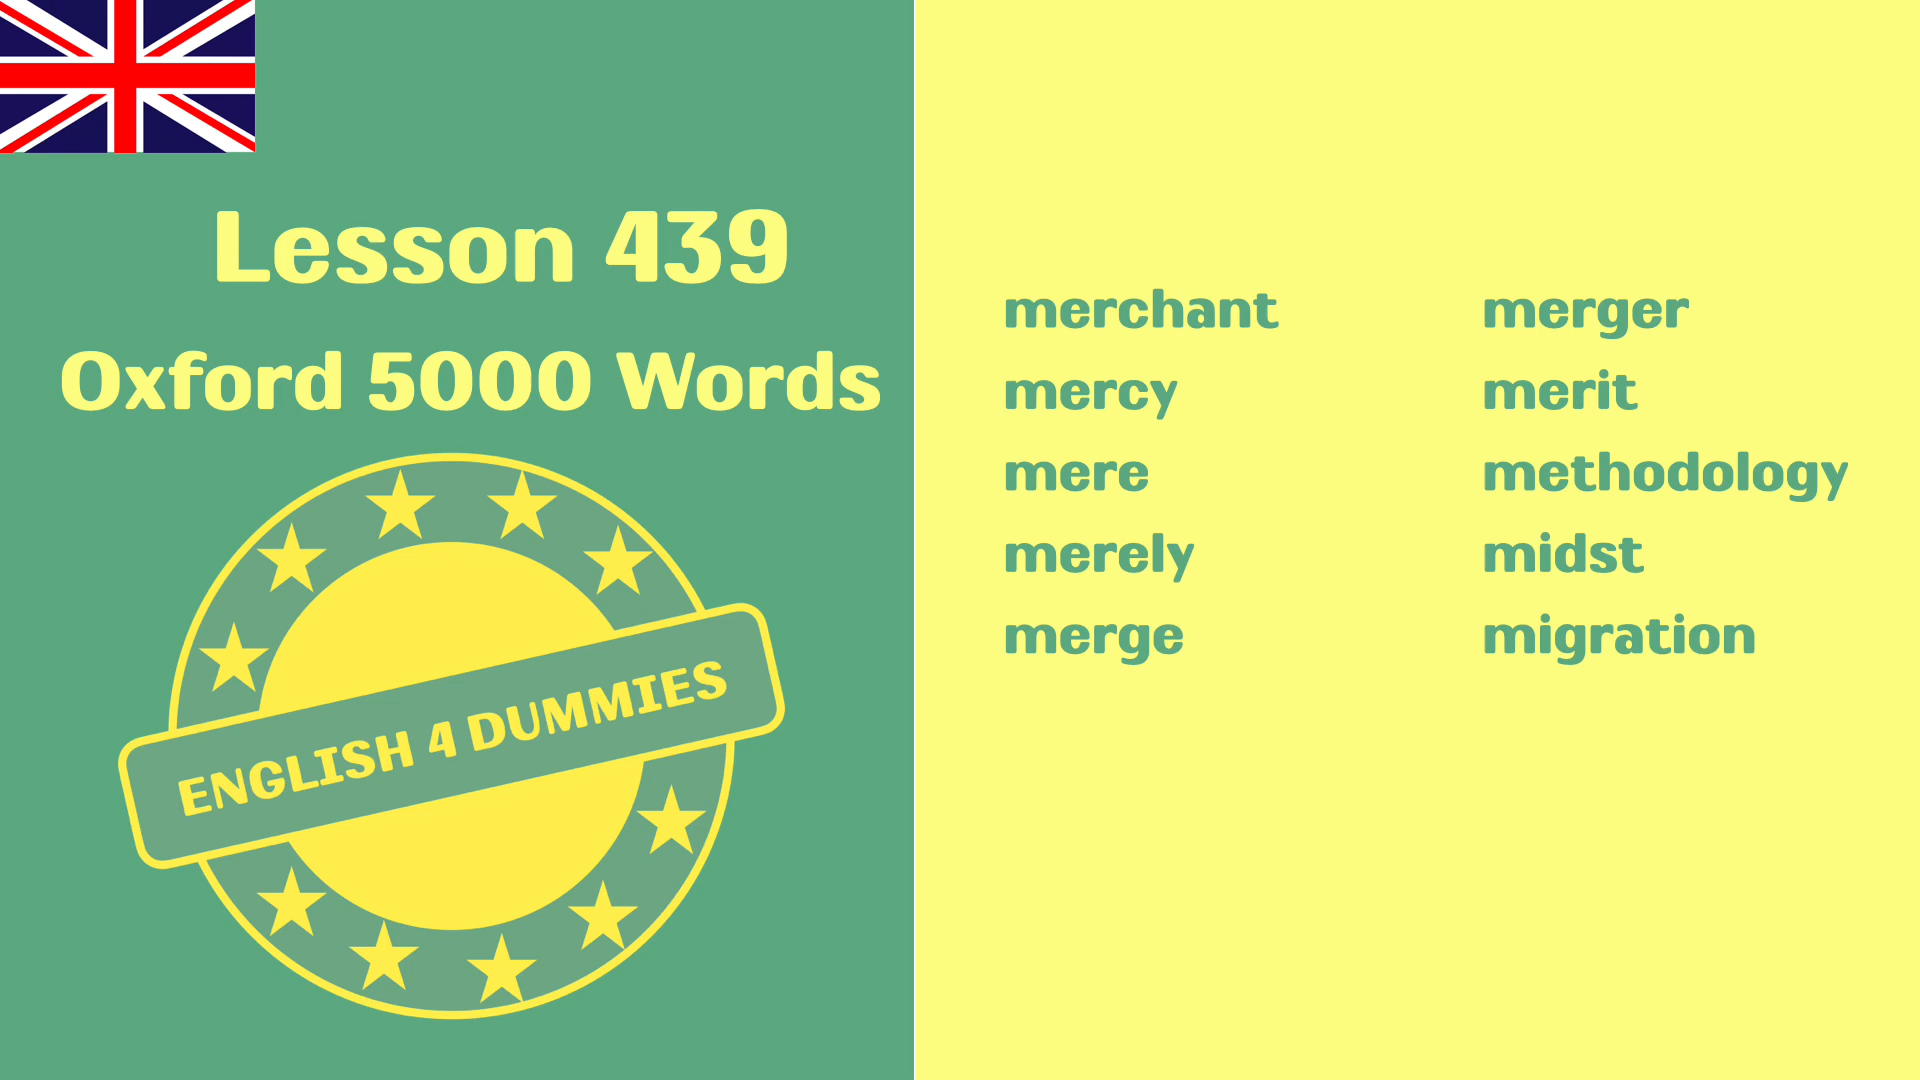 Lesson 439
Oxford 5000 Words
ENGLISH 4 DUMMIES
merchant
mercy
mere
merely
merge
merger
merit
methodology
midst
migration